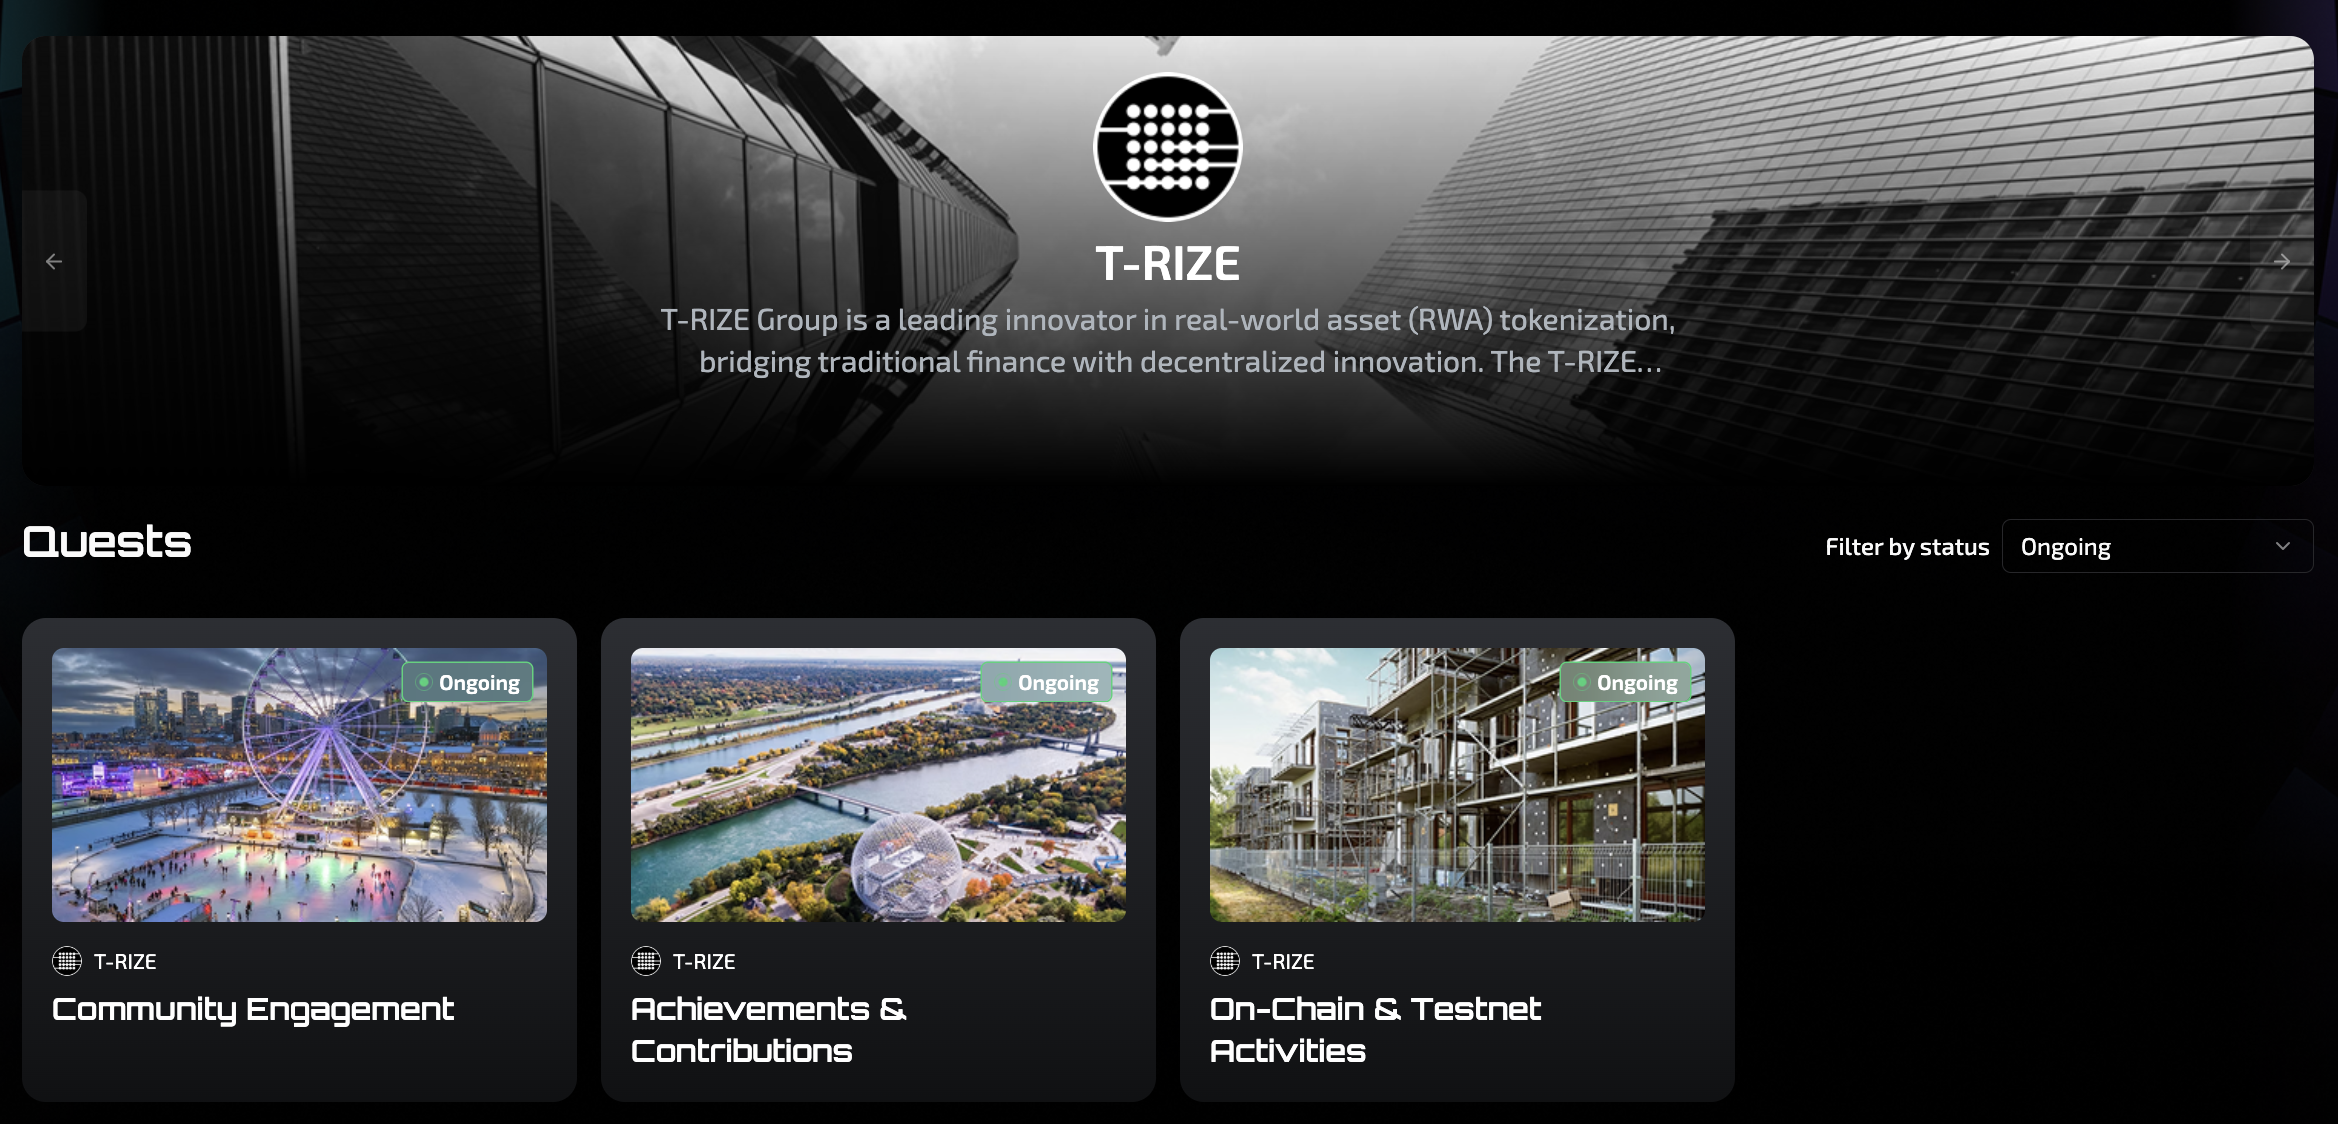 T-RIZE
T-RIZE Group is a leading innovator in real-world asset (RWA) tokenization,
bridging traditional finance with decentralized innovation. The T-RIZE...
Quests
Filter by status
Ongoing
Ongoing
T-RIZE
Community Engagement
Ongoing
T-RIZE
Achievements &
Contributions
Ongoing
T-RIZE
On-Chain & Testnet
Activities